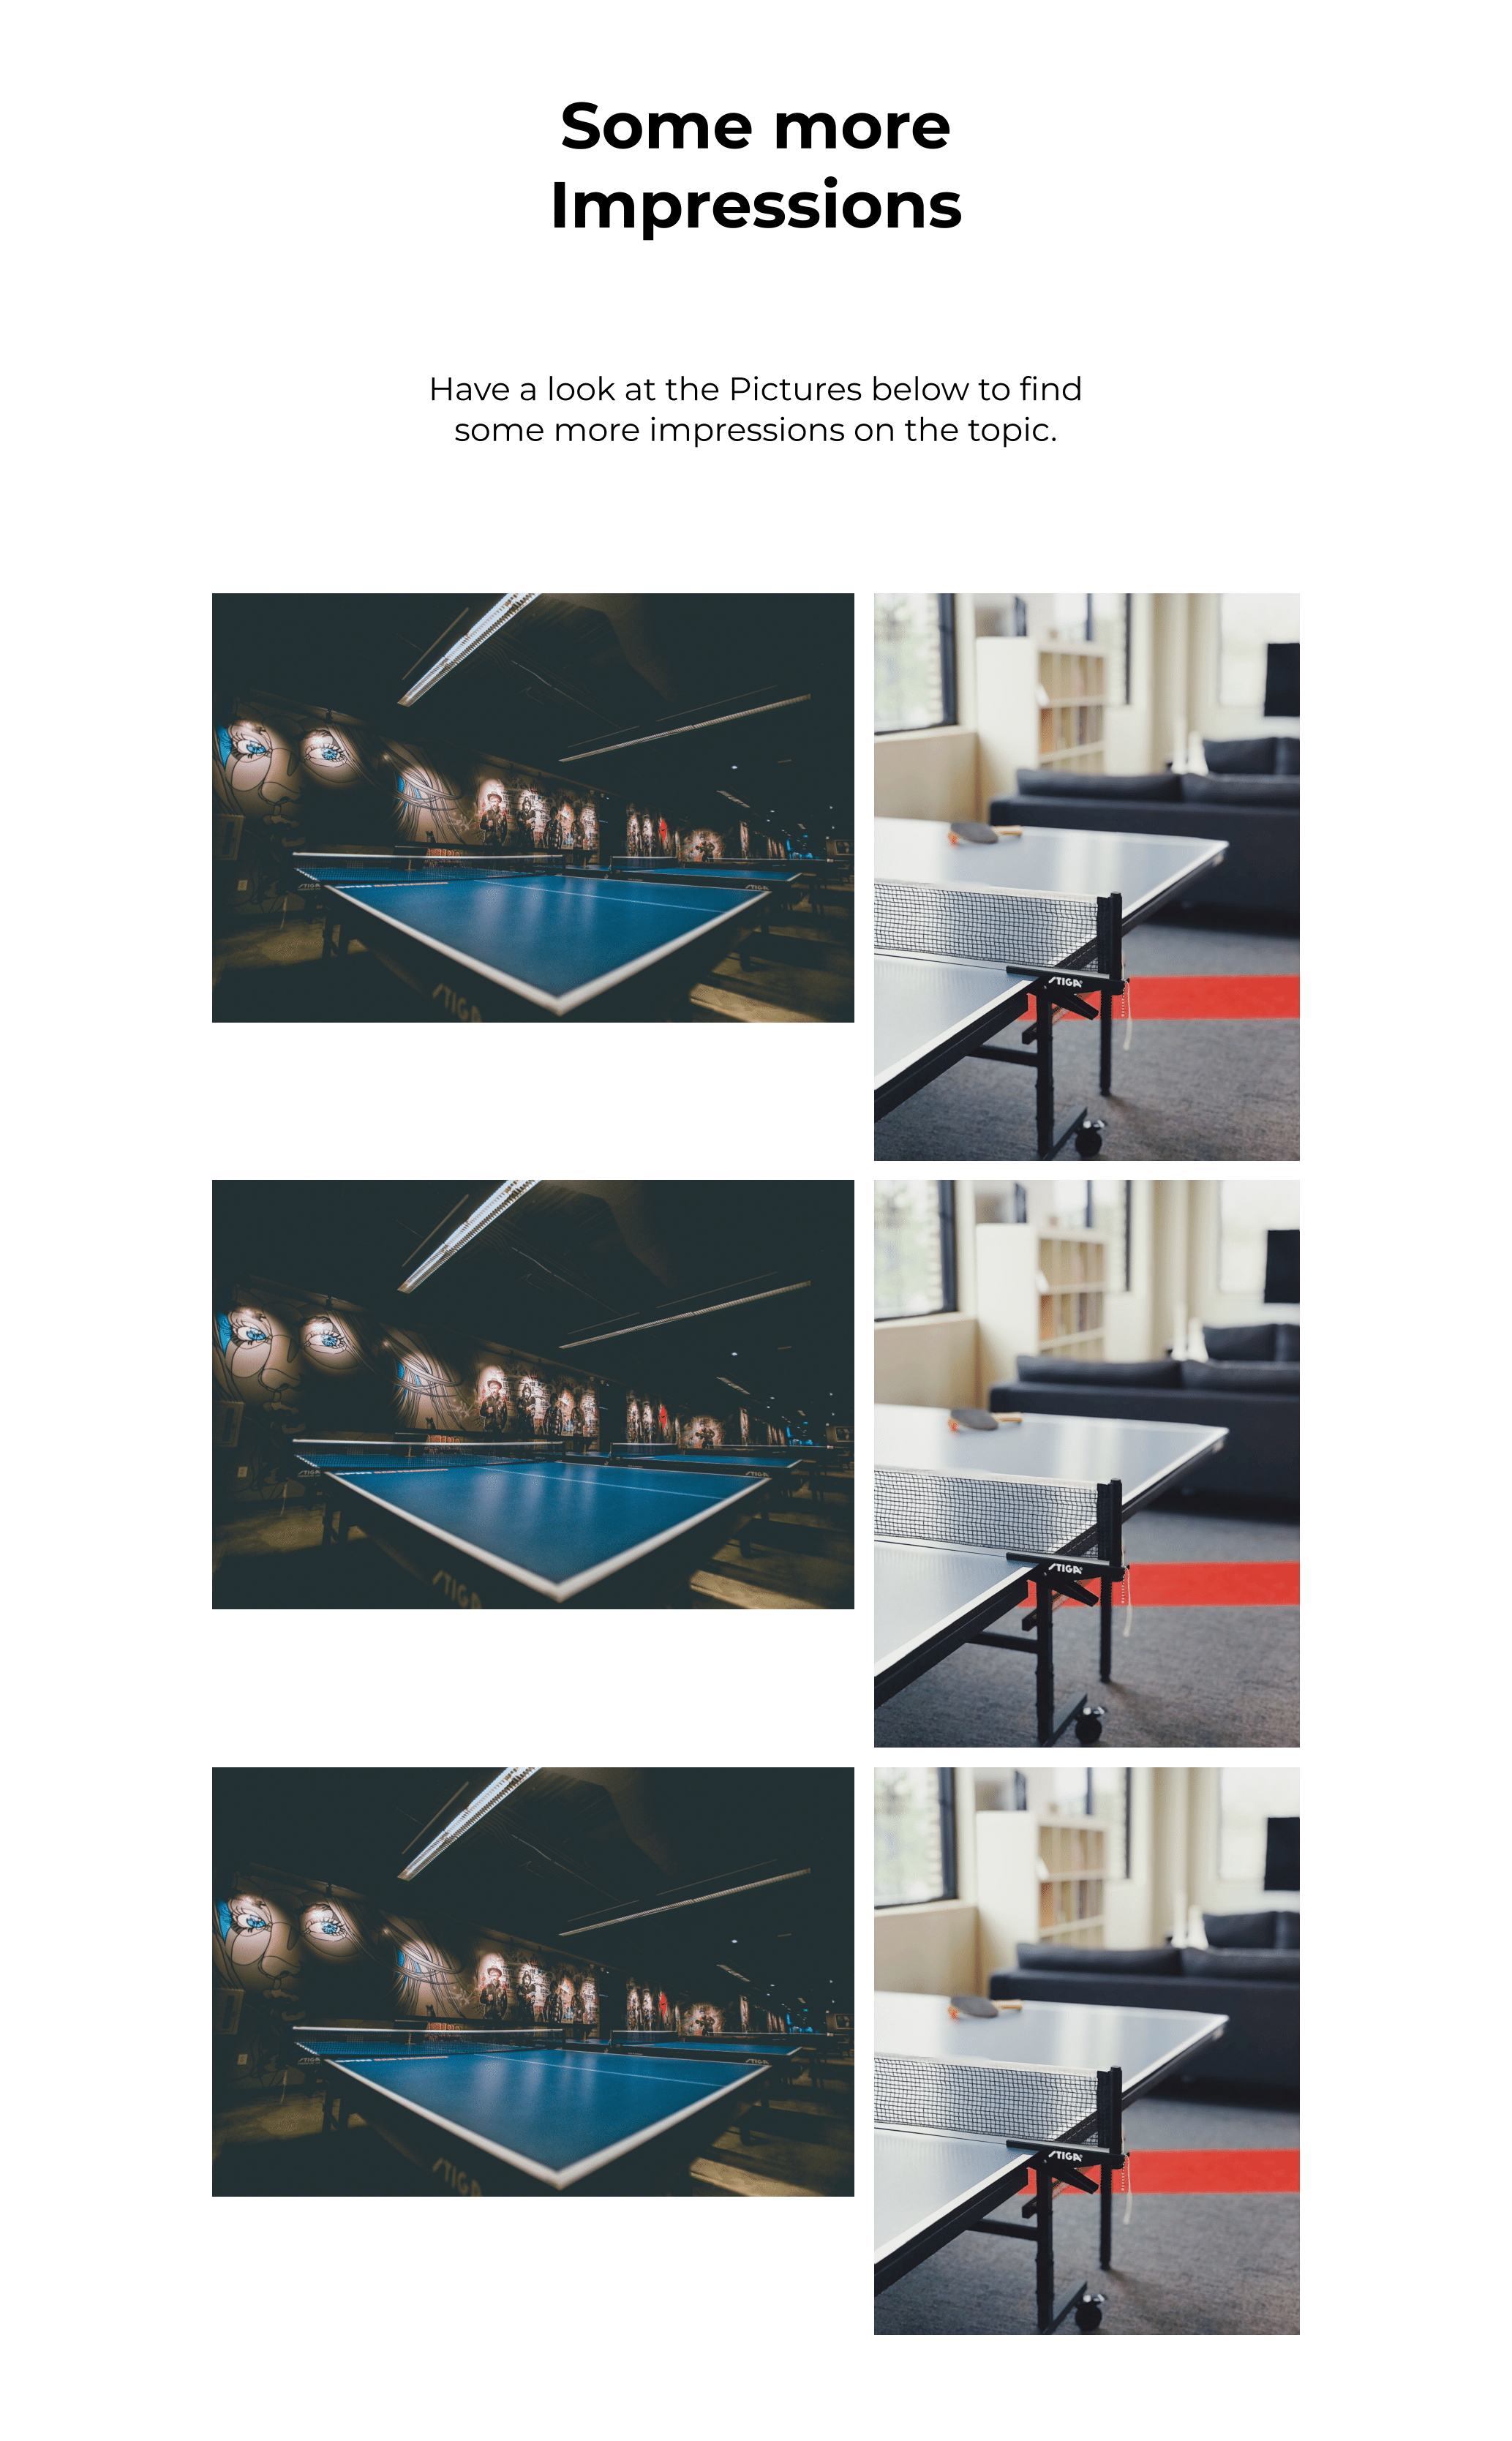 Some more
Impressions
Have a look at the Pictures below to find
some more impressions on the topic.
STIGA
STIGA
STIGA
STIGA
STIGA
STIGA